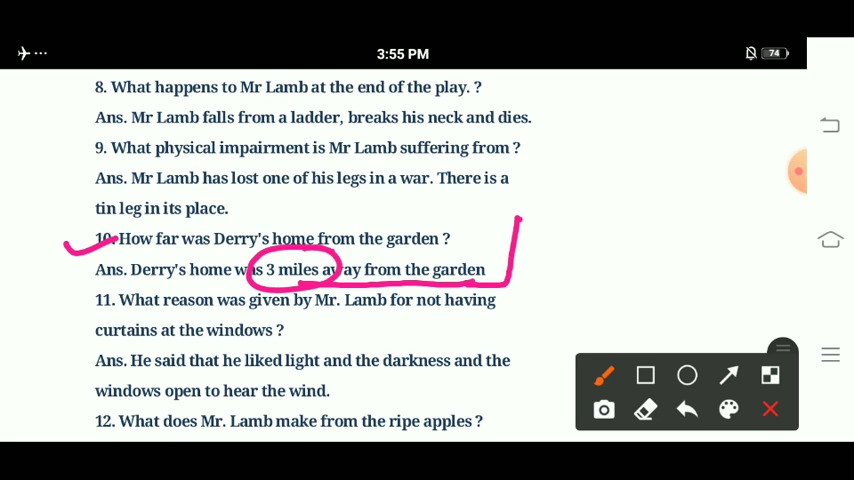 3:55 PM
74
8. What happens to Mr Lamb at the end of the play. ?
Ans. Mr Lamb falls from a ladder, breaks his neck and dies.
9. What physical impairment is Mr Lamb suffering from ?
Ans. Mr Lamb has lost one of his legs in a war. There is a
tin leg in its place.
10. How far was Derry's home from the garden ?
Ans. Derry's home was 3 miles away from the garden
11. What reason was given by Mr. Lamb for not having
curtains at the windows ?
Ans. He said that he liked light and the darkness and the
windows open to hear the wind.
12. What does Mr. Lamb make from the ripe apples ?